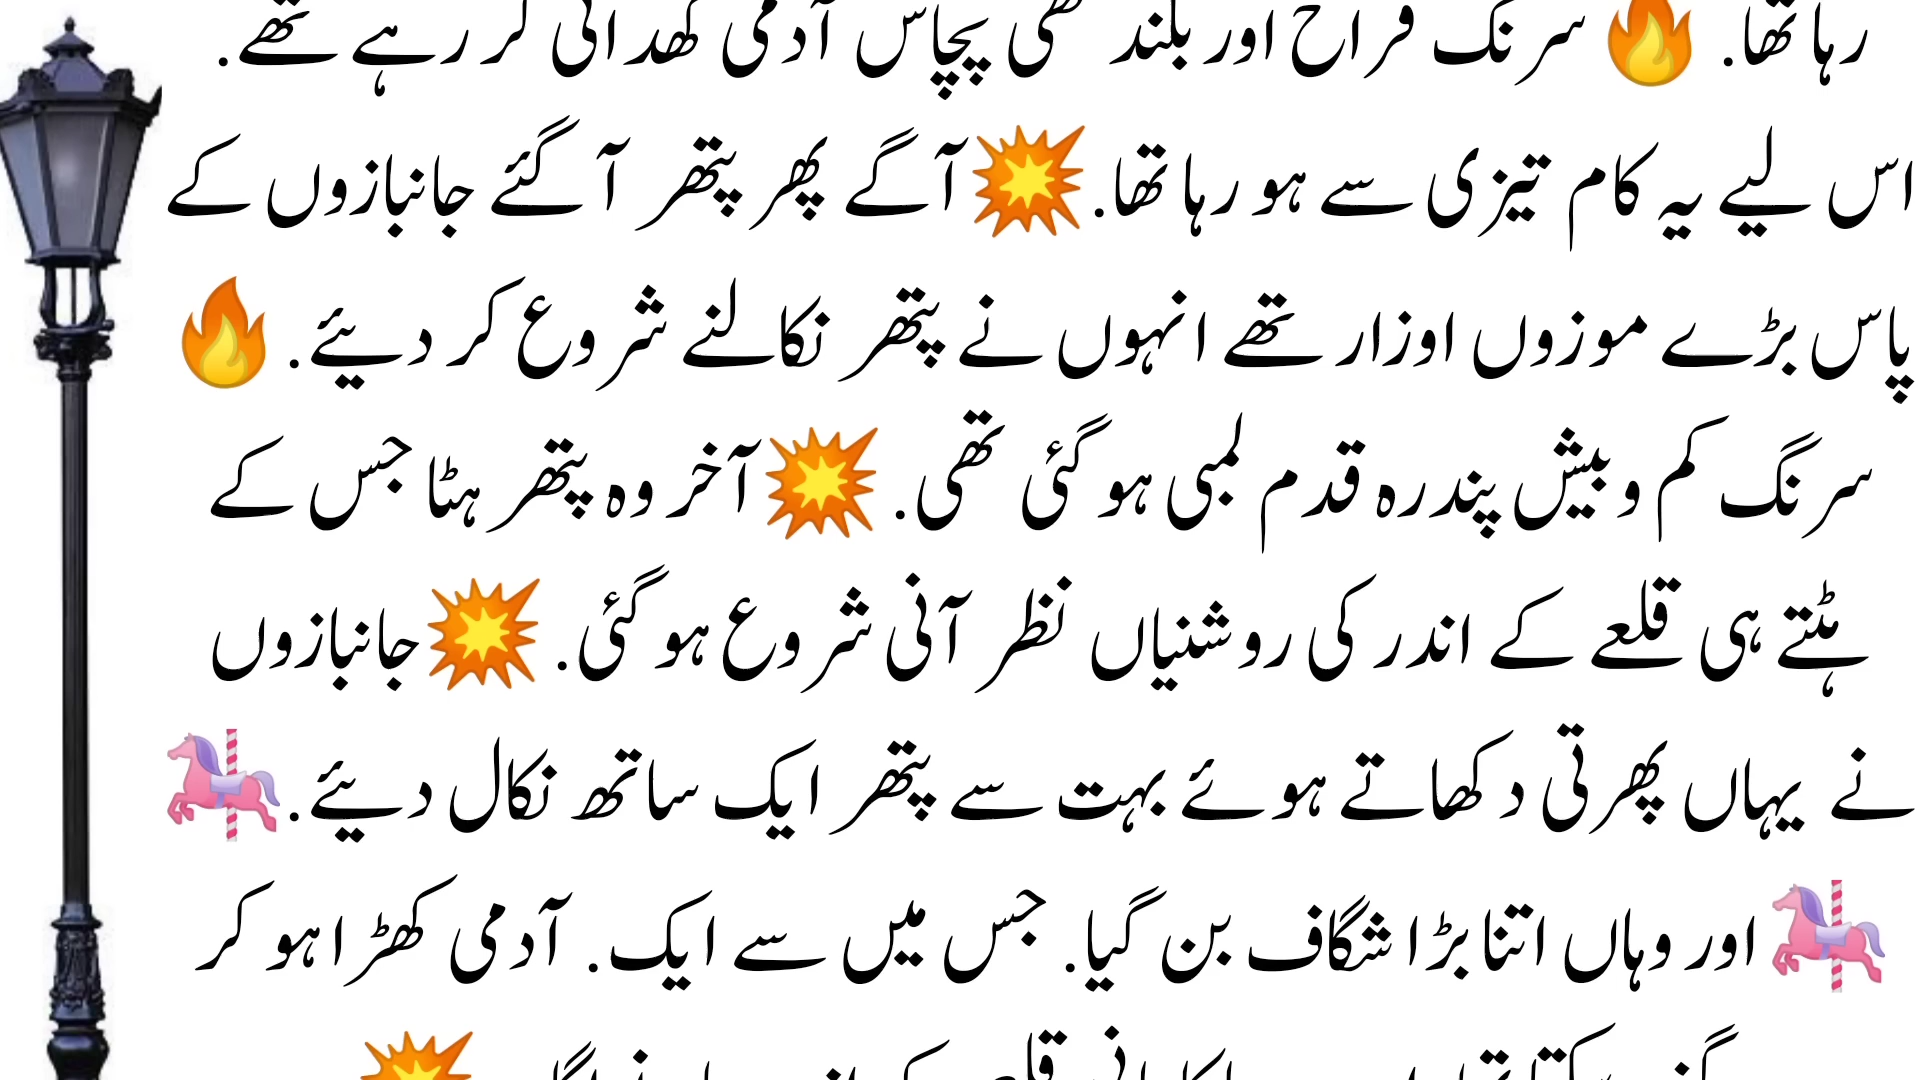 رہا تھا. 🔥 سرنگ فراخ اور بلند تھی پچاس آدمی کھدائی کر رہے تھے.
اس لیے یہ کام تیزی سے ہو رہا تھا.💥آگے پھر پتھر آ گئے جانبازوں کے
پاس بڑے موزوں اوزار تھے انہوں نے پتھر نکالنے شروع کر دیئے. 🔥
سرنگ کم و بیش پندرہ قدم لمبی ہو گئی تھی. 💥آخر وہ پتھر ہٹا جس کے
ہٹتے ہی قلعے کے اندر کی روشنیاں نظر آنی شروع ہو گئی. 💥جانبازوں
نے یہاں پھرتی دکھاتے ہوئے بہت سے پتھر ایک ساتھ نکال دیئے.🎠
🎠اور وہاں اتنا بڑا شگاف بن گیا. جس میں سے ایک. آدمی کھڑا ہو کر